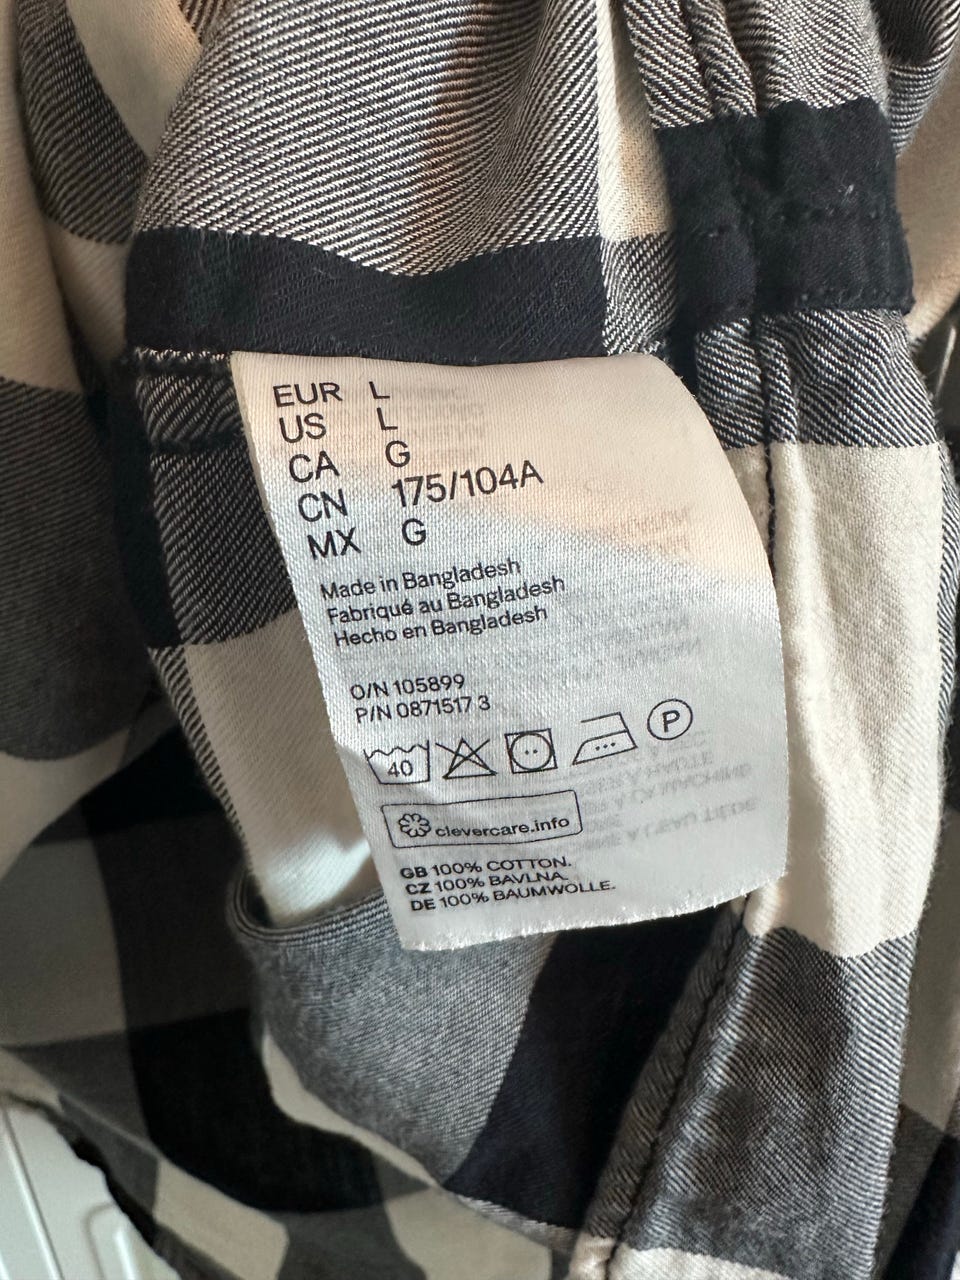 EUR L
US L
CA G
CN 175/104A
MX G
Made in Bangladesh
Fabriqué au Bangladesh
Hecho en Bangladesh
O/N 105899
P/N 0871517 3
40 P
clevercare.info
GB 100% COTTON.
CZ 100% BAVLNA.
DE 100% BAUMWOLLE.